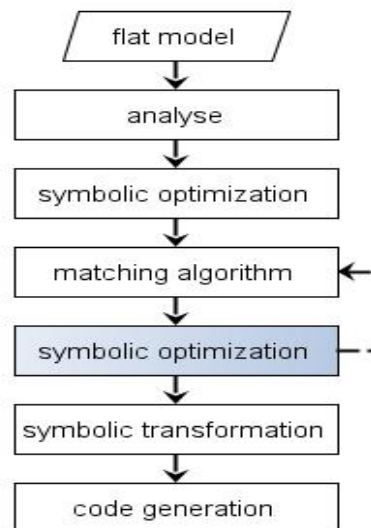 flat model
analyse
symbolic optimization
matching algorithm
symbolic optimization
symbolic transformation
code generation